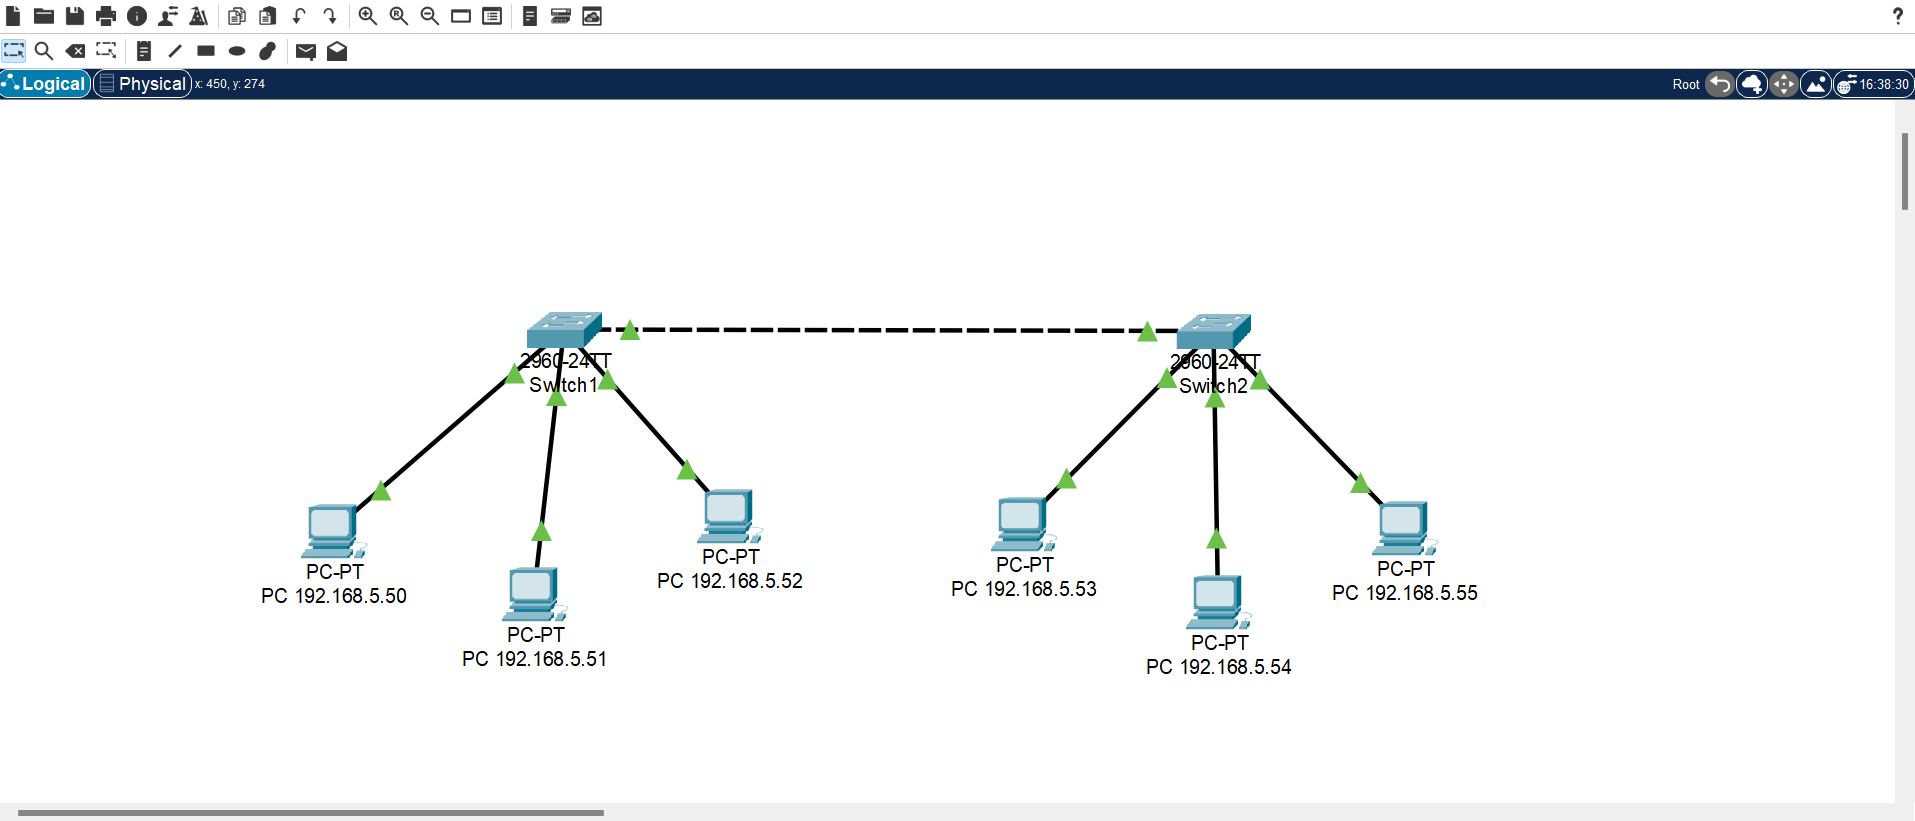 ?
Logical
Physical
x: 450, y: 274
Root
16:38:30
2960-24TT
Switch1
2960-24TT
Switch2
PC-PT
PC 192.168.5.50
PC-PT
PC 192.168.5.51
PC-PT
PC 192.168.5.52
PC-PT
PC 192.168.5.53
PC-PT
PC 192.168.5.54
PC-PT
PC 192.168.5.55